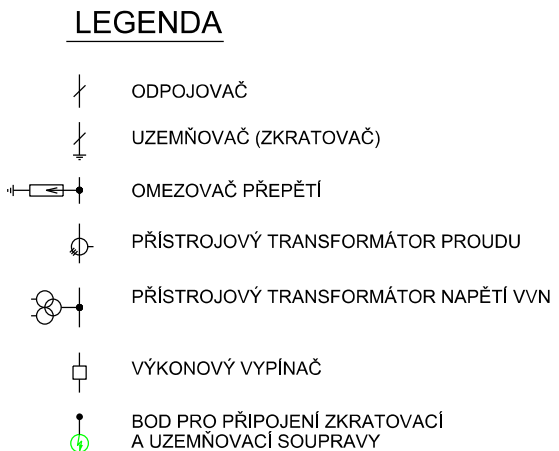 LEGENDA
ODPOJOVAČ
UZEMŇOVAČ (ZKRATOVAČ)
OMEZOVAČ PŘEPĚTÍ
PŘÍSTROJOVÝ TRANSFORMÁTOR PROUDU
PŘÍSTROJOVÝ TRANSFORMÁTOR NAPĚTÍ VVN
VÝKONOVÝ VYPÍNAČ
BOD PRO PŘIPOJENÍ ZKRATOVACÍ
A UZEMŇOVACÍ SOUPRAVY